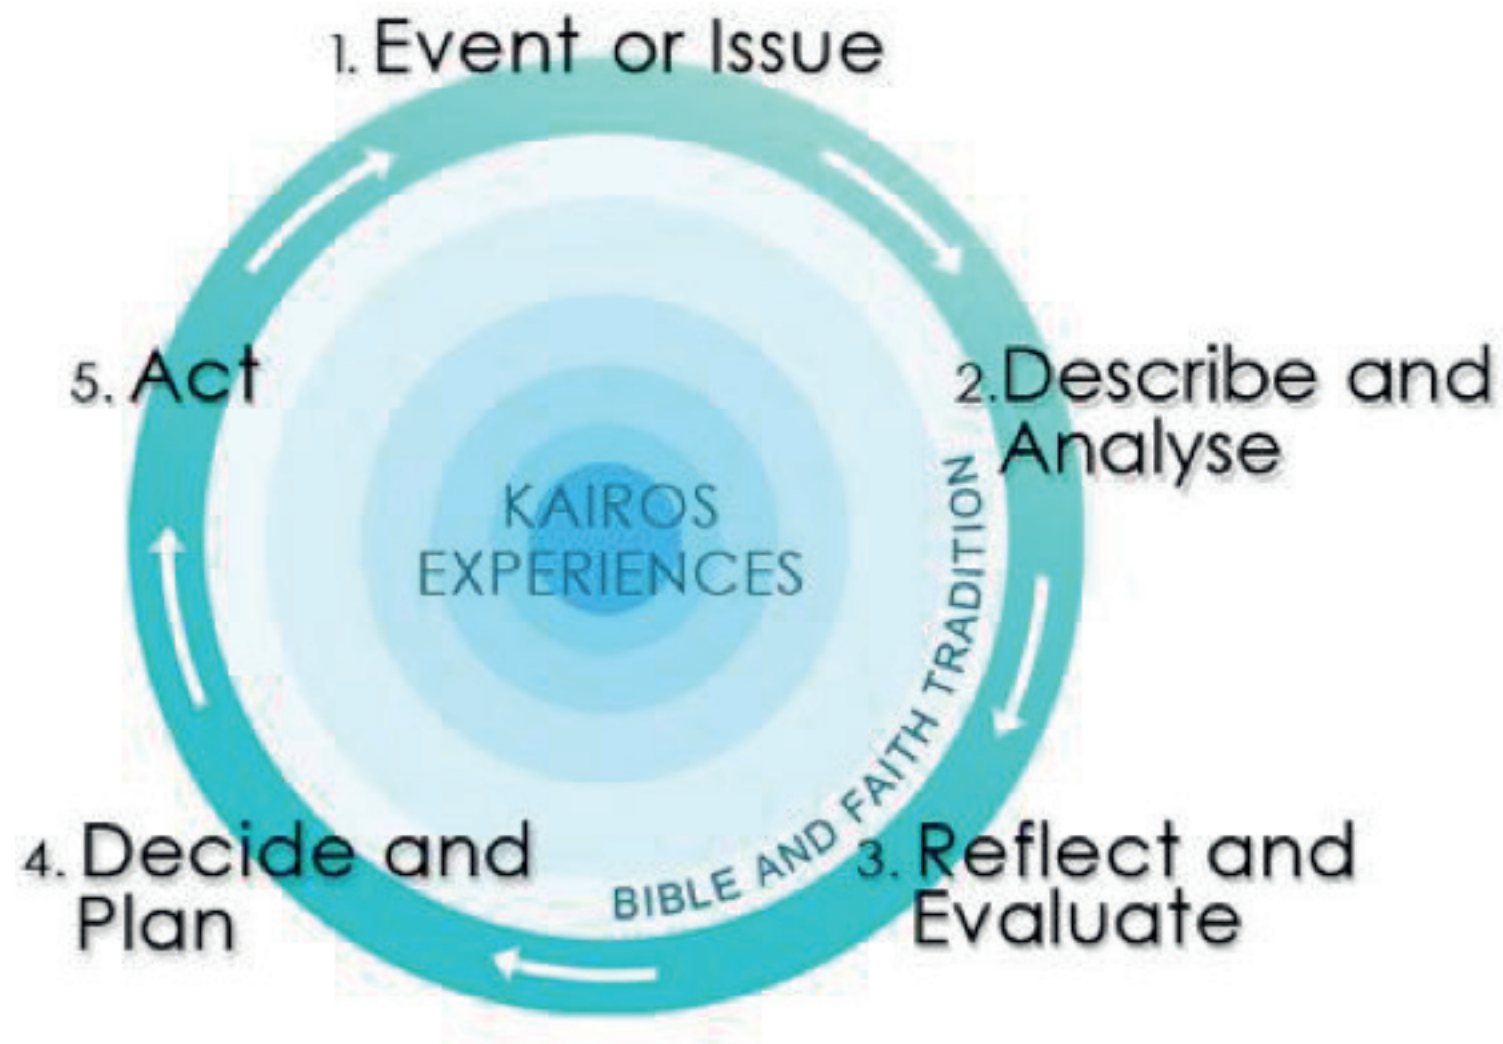 1. Event or Issue
2. Describe and
Analyse
3. Reflect and
Evaluate
4. Decide and
Plan
5. Act
KAIROS
EXPERIENCES
BIBLE AND FAITH TRADITION